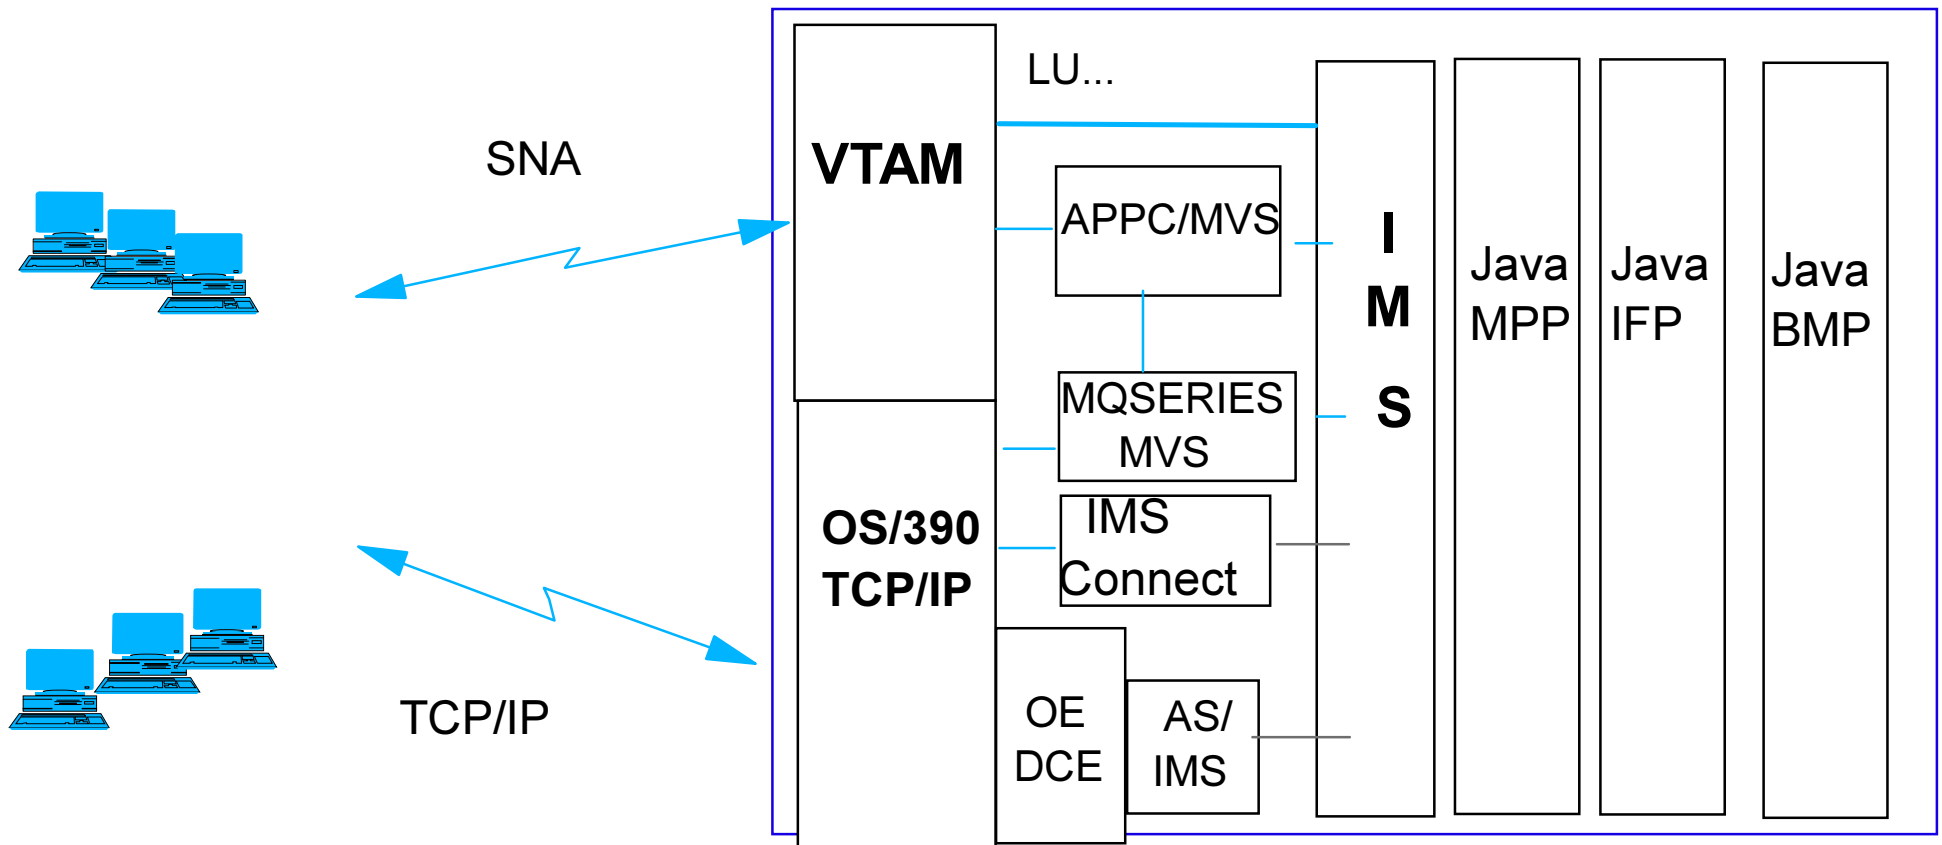 SNA
TCP/IP
VTAM
OS/390
TCP/IP
LU...
APPC/MVS
MQSERIES
MVS
IMS
Connect
OE
DCE
AS/
IMS
I
M
S
Java
MPP
Java
IFP
Java
BMP